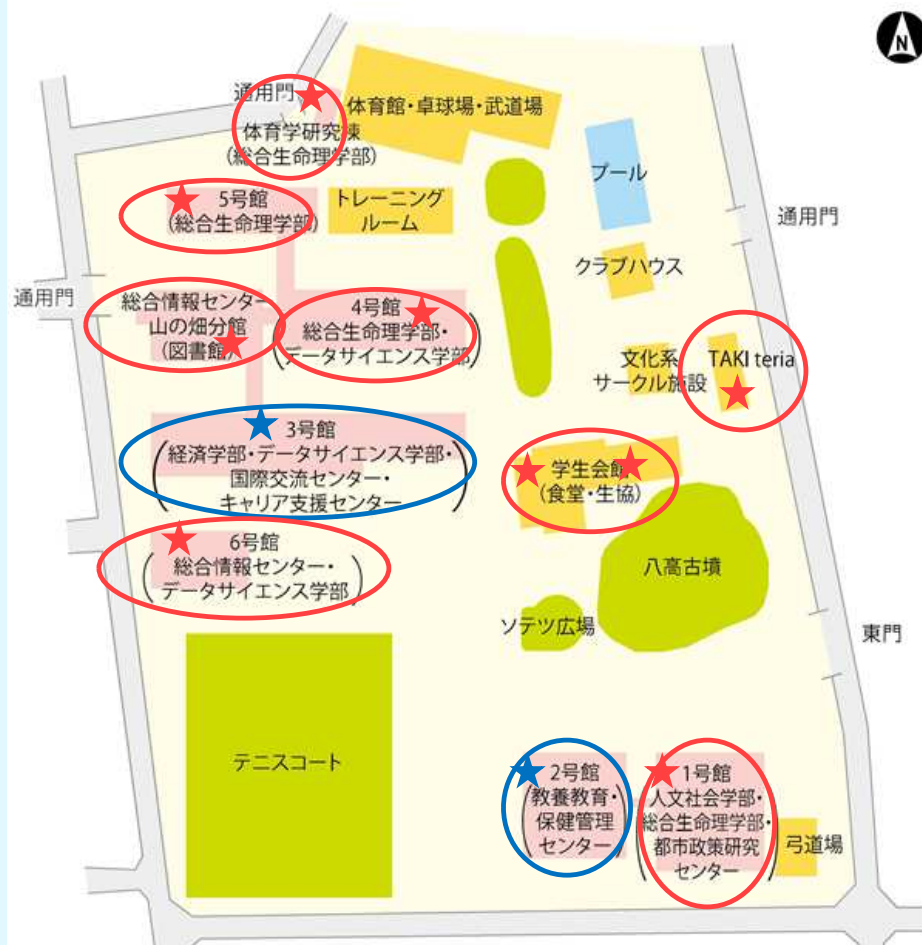 N
通用門
体育館・卓球場・武道場
体育学研究棟
(総合生命理学部)
プール
5号館
(総合生命理学部)
トレーニング
ルーム
通用門
クラブハウス
通用門
総合情報センター
山の畑分館
(図書館)
4号館
総合生命理学部・
データサイエンス学部
文化系
サークル施設
TAKI teria
3号館
経済学部・データサイエンス学部・
国際交流センター・
キャリア支援センター
学生会館
(食堂・生協)
6号館
総合情報センター・
データサイエンス学部
八高古墳
ソテツ広場
東門
テニスコート
2号館
教養教育・
保健管理
センター
1号館
人文社会学部・
総合生命理学部・
都市政策研究
センター
弓道場